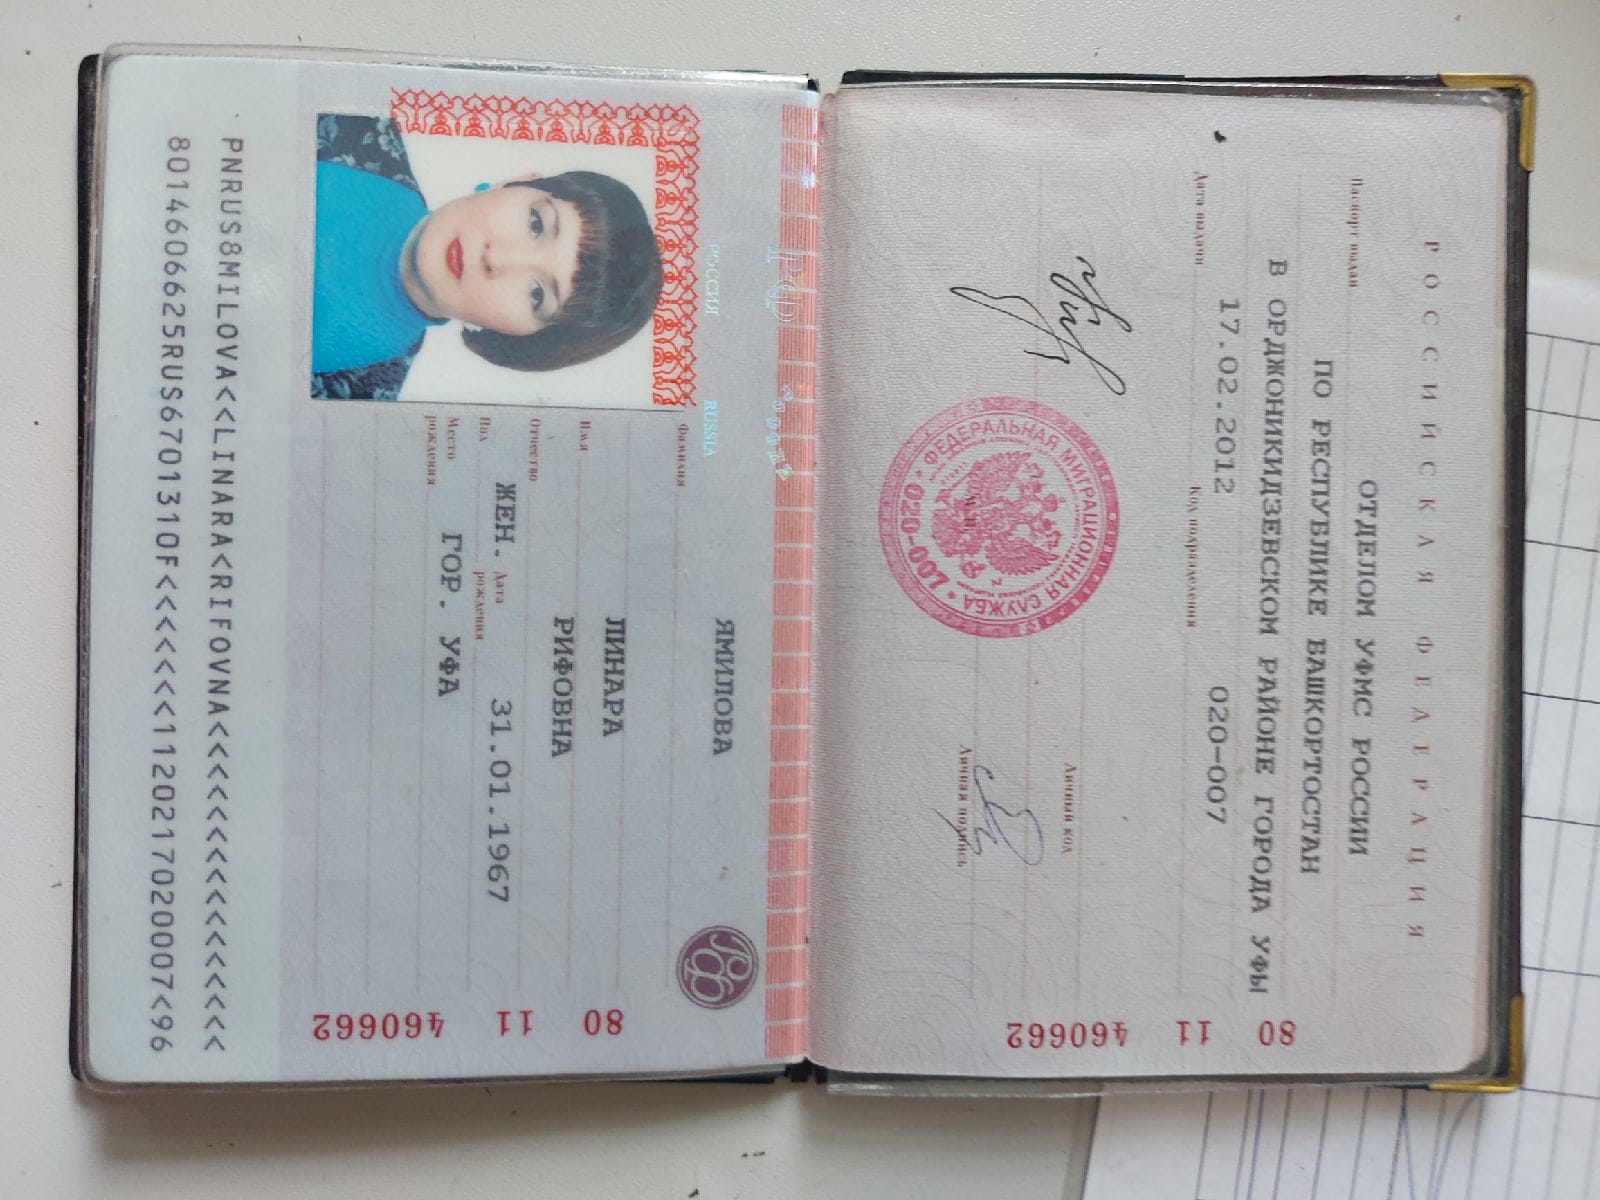 РОССИЙСКАЯ ФЕДЕРАЦИЯ
Паспорт выдан
ОТДЕЛОМ УФМС РОССИИ
ПО РЕСПУБЛИКЕ БАШКОРТОСТАН
В ОРДЖОНИКИДЗЕВСКОМ РАЙОНЕ ГОРОДА УФЫ
Дата выдачи 17.02.2012 Код подразделения 020-007
Личный код
Личная подпись
ФЕДЕРАЛЬНАЯ МИГРАЦИОННАЯ СЛУЖБА
020-007
80 11 460662
РОССИЯ RUSSIA
Фамилия ЯМИЛОВА
Имя ЛИНАРА
Отчество РИФОВНА
Пол ЖЕН. Дата рождения 31.01.1967
Место рождения ГОР. УФА
80 11 460662
PNRUS8MILOVA<<LINARA<RIFOVNA<<<<<<<<<<<<<<<<
8014606625RUS6701310F<<<<<<<1120217020007<96